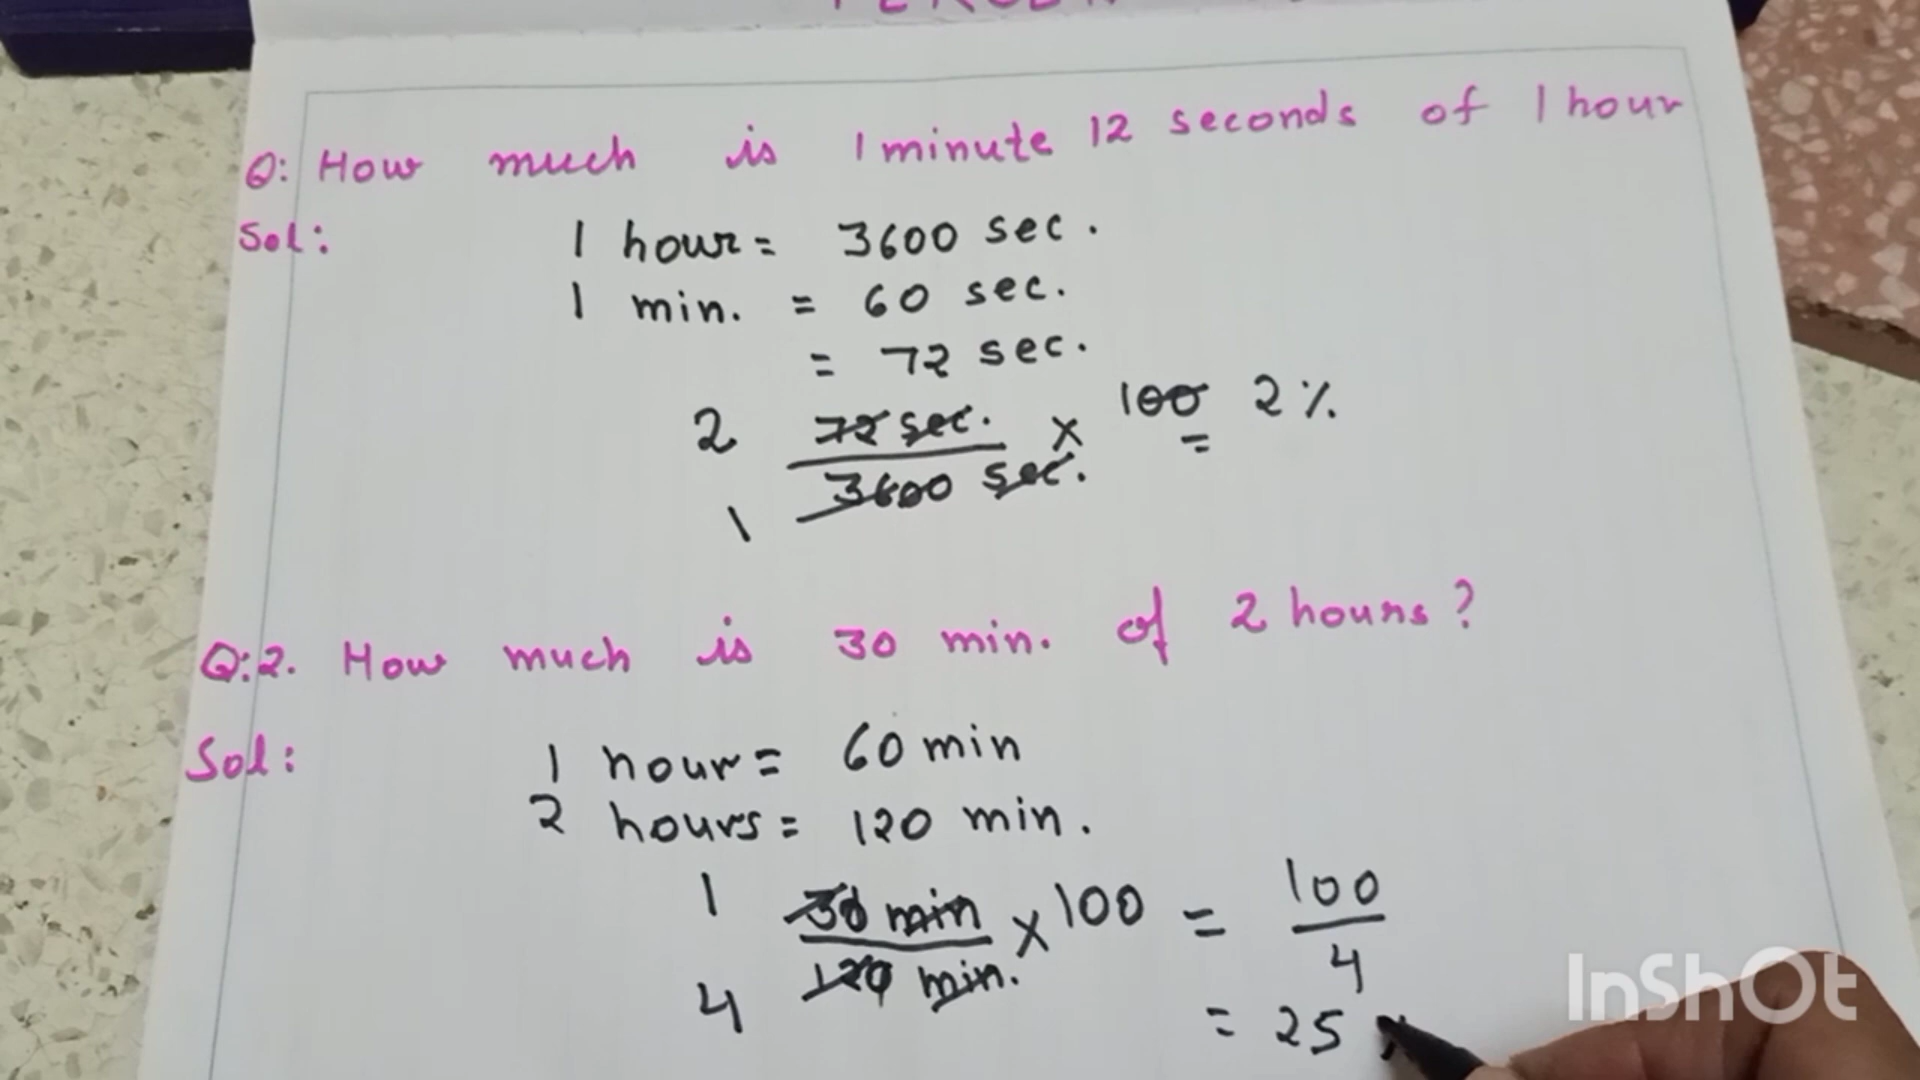 Q: How much is 1 minute 12 seconds of 1 hour
Sol: 1 hour = 3600 sec.
1 min. = 60 sec.
= 72 sec.
2 72 sec. × 100 2%
1 3600 sec. =
Q:2. How much is 30 min. of 2 hours?
Sol: 1 hour = 60 min
2 hours = 120 min.
1 30 min × 100 = 100
4 120 min. 4
= 25
InShOt